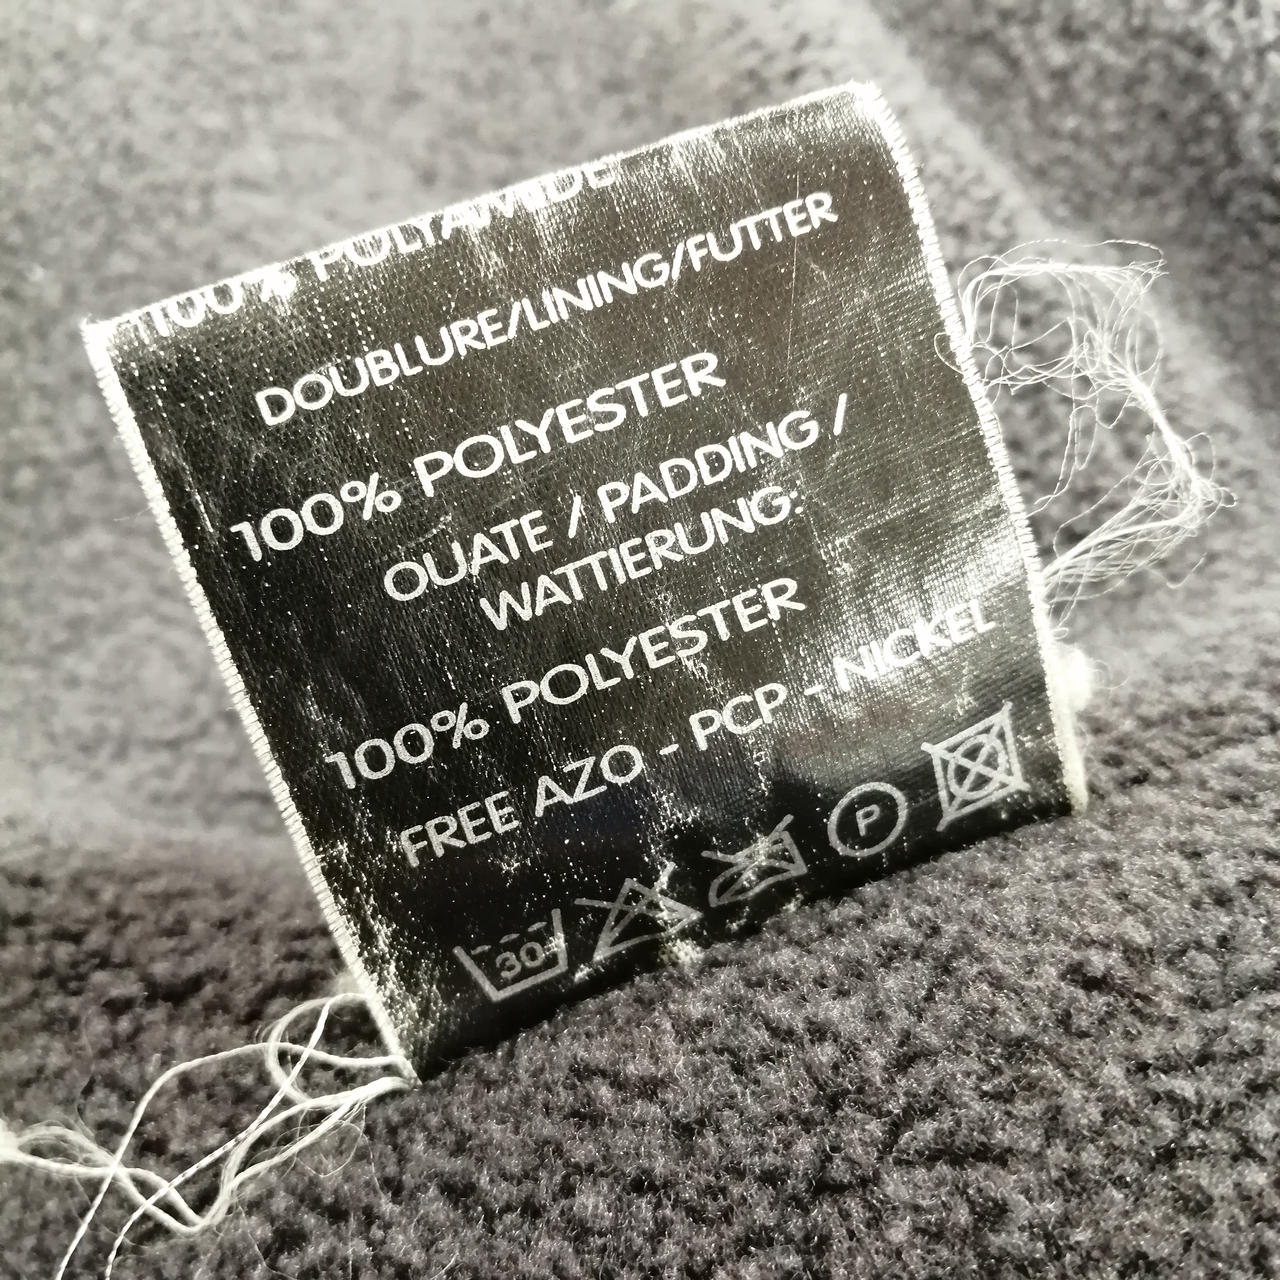 100% POLYAMIDE
DOUBLURE/LINING/FUTTER
100% POLYESTER
OUATE / PADDING /
WATTIERUNG:
100% POLYESTER
FREE AZO - PCP - NICKEL
30 P